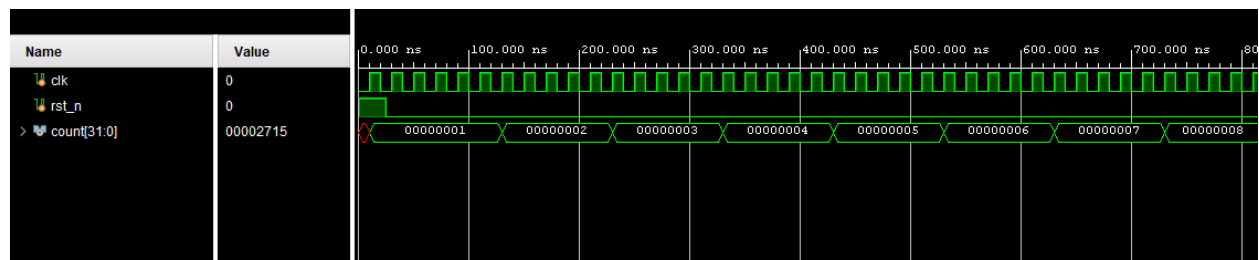 Name Value 0.000 ns 100.000 ns 200.000 ns 300.000 ns 400.000 ns 500.000 ns 600.000 ns 700.000 ns 80
clk 0
rst_n 0
count[31:0] 00002715 00000001 00000002 00000003 00000004 00000005 00000006 00000007 00000008